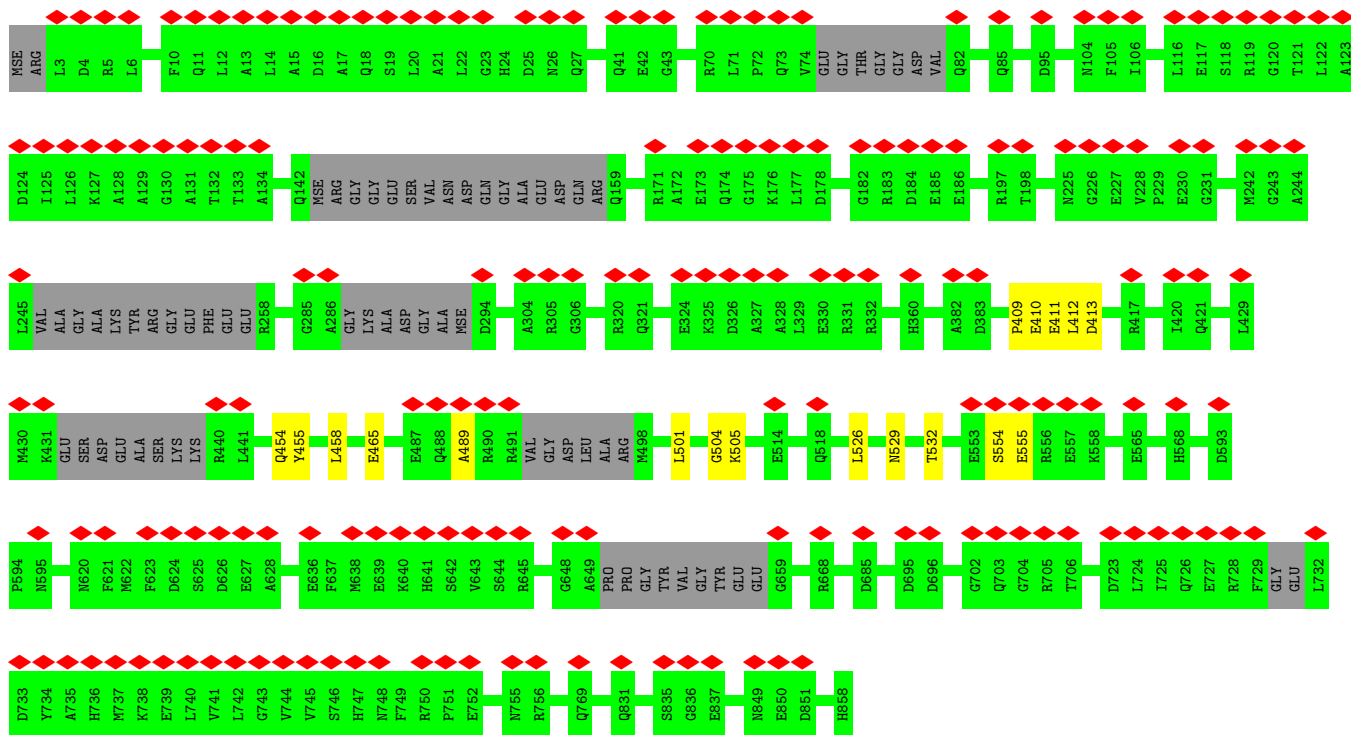 MSE ARG L3 D4 R5 L6 F10 Q11 L12 A13 L14 A15 D16 A17 Q18 S19 L20 A21 L22 G23 H24 D25 N26 Q27 Q41 E42 G43 R70 L71 P72 Q73 V74 GLU GLY THR GLY GLY ASP VAL Q82 Q85 D95 N104 F105 I106 L116 E117 S118 R119 G120 T121 L122 A123
D124 I125 L126 K127 A128 A129 G130 A131 T132 T133 A134 Q142 MSE ARG GLY GLY GLU SER VAL ASN ASP GLN GLY ALA GLU ASP GLN ARG Q159 R171 A172 E173 Q174 G175 K176 L177 D178 G182 R183 D184 E185 E186 R197 T198 N225 G226 E227 V228 P229 E230 G231 M242 G243 A244
L245 VAL ALA GLY ALA LYS TYR ARG GLY GLU PHE GLU GLU R258 G285 A286 GLY LYS ALA ASP GLY ALA MSE D294 A304 R305 G306 R320 Q321 E324 K325 D326 A327 A328 L329 E330 R331 R332 H360 A382 D383 P409 E410 E411 L412 D413 R417 I420 Q421 L429
M430 K431 GLU SER ASP GLU ALA SER LYS LYS R440 L441 Q454 Y455 L458 E465 E487 Q488 A489 R490 R491 VAL GLY ASP LEU ALA ARG M498 L501 G504 K505 E514 Q518 L526 N529 T532 E553 S554 E555 R556 E557 K558 E565 H568 D593
P594 N595 N620 F621 M622 F623 D624 S625 D626 E627 A628 E636 F637 M638 E639 K640 H641 S642 V643 S644 R645 G648 A649 PRO PRO GLY TYR VAL GLY TYR GLU GLU G659 R668 D685 D695 D696 G702 Q703 G704 R705 T706 D723 L724 I725 Q726 E727 R728 F729 GLY GLU L732
D733 Y734 A735 H736 M737 K738 E739 L740 V741 L742 G743 V744 V745 S746 H747 N748 F749 R750 P751 E752 N755 R756 Q769 Q831 S835 G836 E837 N849 E850 D851 H858